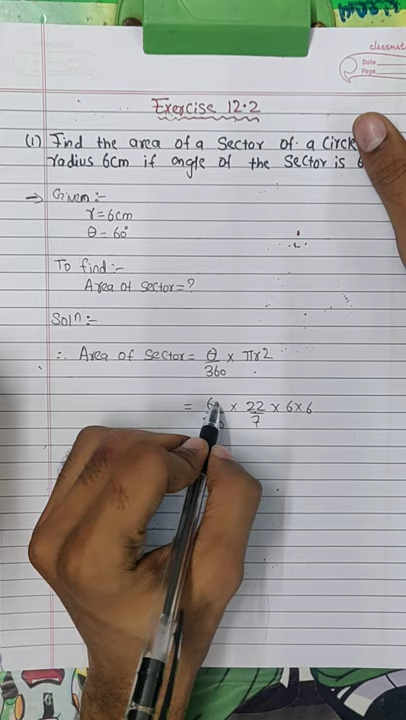 classmate
Date
Page
Exercise 12.2
(1) Find the area of a Sector of a Circle
radius 6cm if angle of the Sector is 6
→ Given :-
r = 6cm
θ = 60°
To find :-
Area of sector = ?
Solⁿ :-
∴ Area of Sector = θ/360 × πr2
= × 22/7 × 6 × 6